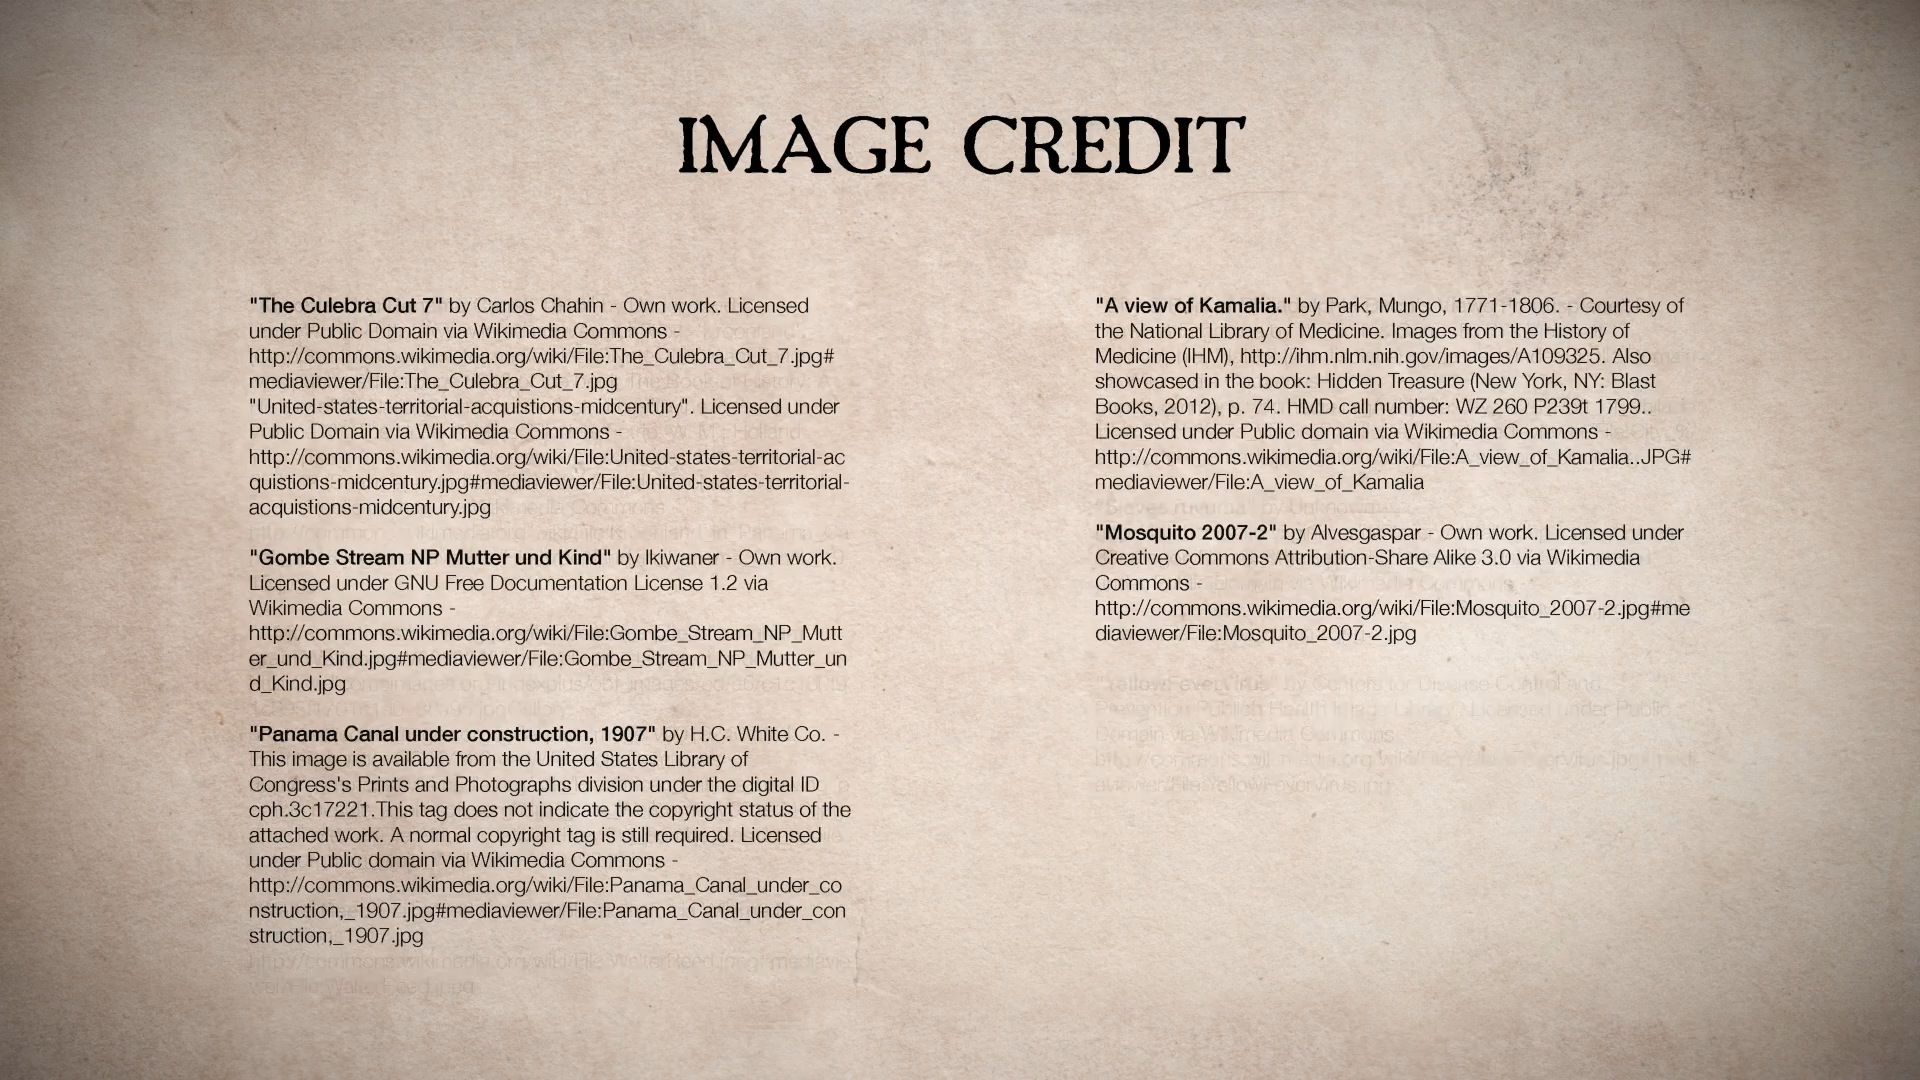 IMAGE CREDIT
"The Culebra Cut 7" by Carlos Chahin - Own work. Licensed
under Public Domain via Wikimedia Commons -
http://commons.wikimedia.org/wiki/File:The_Culebra_Cut_7.jpg#
mediaviewer/File:The_Culebra_Cut_7.jpg
"United-states-territorial-acquistions-midcentury". Licensed under
Public Domain via Wikimedia Commons -
http://commons.wikimedia.org/wiki/File:United-states-territorial-ac
quistions-midcentury.jpg#mediaviewer/File:United-states-territorial-
acquistions-midcentury.jpg
"Gombe Stream NP Mutter und Kind" by Ikiwaner - Own work.
Licensed under GNU Free Documentation License 1.2 via
Wikimedia Commons -
http://commons.wikimedia.org/wiki/File:Gombe_Stream_NP_Mutt
er_und_Kind.jpg#mediaviewer/File:Gombe_Stream_NP_Mutter_un
d_Kind.jpg
"Panama Canal under construction, 1907" by H.C. White Co. -
This image is available from the United States Library of
Congress's Prints and Photographs division under the digital ID
cph.3c17221.This tag does not indicate the copyright status of the
attached work. A normal copyright tag is still required. Licensed
under Public domain via Wikimedia Commons -
http://commons.wikimedia.org/wiki/File:Panama_Canal_under_co
nstruction,_1907.jpg#mediaviewer/File:Panama_Canal_under_con
struction,_1907.jpg
"A view of Kamalia." by Park, Mungo, 1771-1806. - Courtesy of
the National Library of Medicine. Images from the History of
Medicine (IHM), http://ihm.nlm.nih.gov/images/A109325. Also
showcased in the book: Hidden Treasure (New York, NY: Blast
Books, 2012), p. 74. HMD call number: WZ 260 P239t 1799..
Licensed under Public domain via Wikimedia Commons -
http://commons.wikimedia.org/wiki/File:A_view_of_Kamalia..JPG#
mediaviewer/File:A_view_of_Kamalia
"Mosquito 2007-2" by Alvesgaspar - Own work. Licensed under
Creative Commons Attribution-Share Alike 3.0 via Wikimedia
Commons -
http://commons.wikimedia.org/wiki/File:Mosquito_2007-2.jpg#me
diaviewer/File:Mosquito_2007-2.jpg